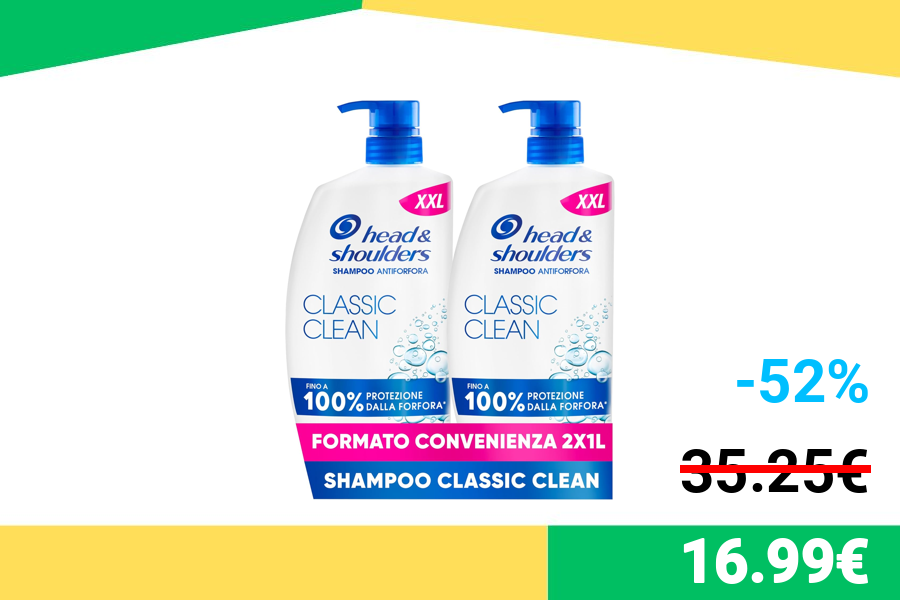 XXL
head &
shoulders
SHAMPOO ANTIFORFORA
CLASSIC
CLEAN
FINO A
100% PROTEZIONE
DALLA FORFORA*
XXL
head &
shoulders
SHAMPOO ANTIFORFORA
CLASSIC
CLEAN
FINO A
100% PROTEZIONE
DALLA FORFORA*
FORMATO CONVENIENZA 2X1L
SHAMPOO CLASSIC CLEAN
-52%
35.25€
16.99€